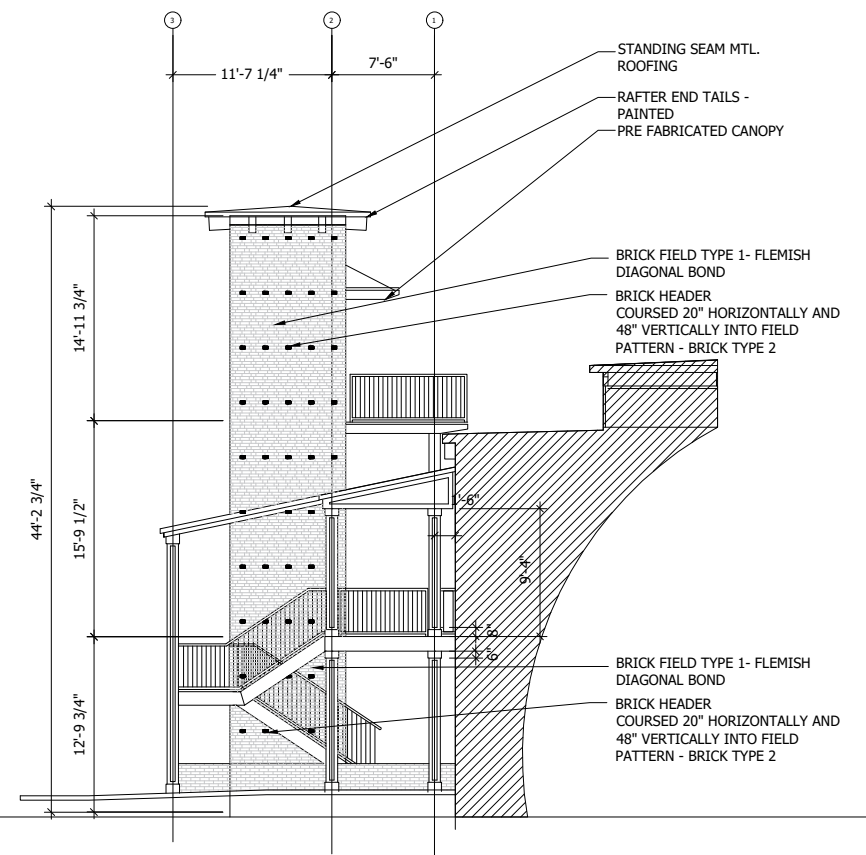 3
2
1
11'-7 1/4"
7'-6"
STANDING SEAM MTL.
ROOFING
RAFTER END TAILS -
PAINTED
PRE FABRICATED CANOPY
BRICK FIELD TYPE 1- FLEMISH
DIAGONAL BOND
BRICK HEADER
COURSED 20" HORIZONTALLY AND
48" VERTICALLY INTO FIELD
PATTERN - BRICK TYPE 2
14'-11 3/4"
44'-2 3/4"
15'-9 1/2"
1'-6"
9'-4"
8"
6"
12'-9 3/4"
BRICK FIELD TYPE 1- FLEMISH
DIAGONAL BOND
BRICK HEADER
COURSED 20" HORIZONTALLY AND
48" VERTICALLY INTO FIELD
PATTERN - BRICK TYPE 2